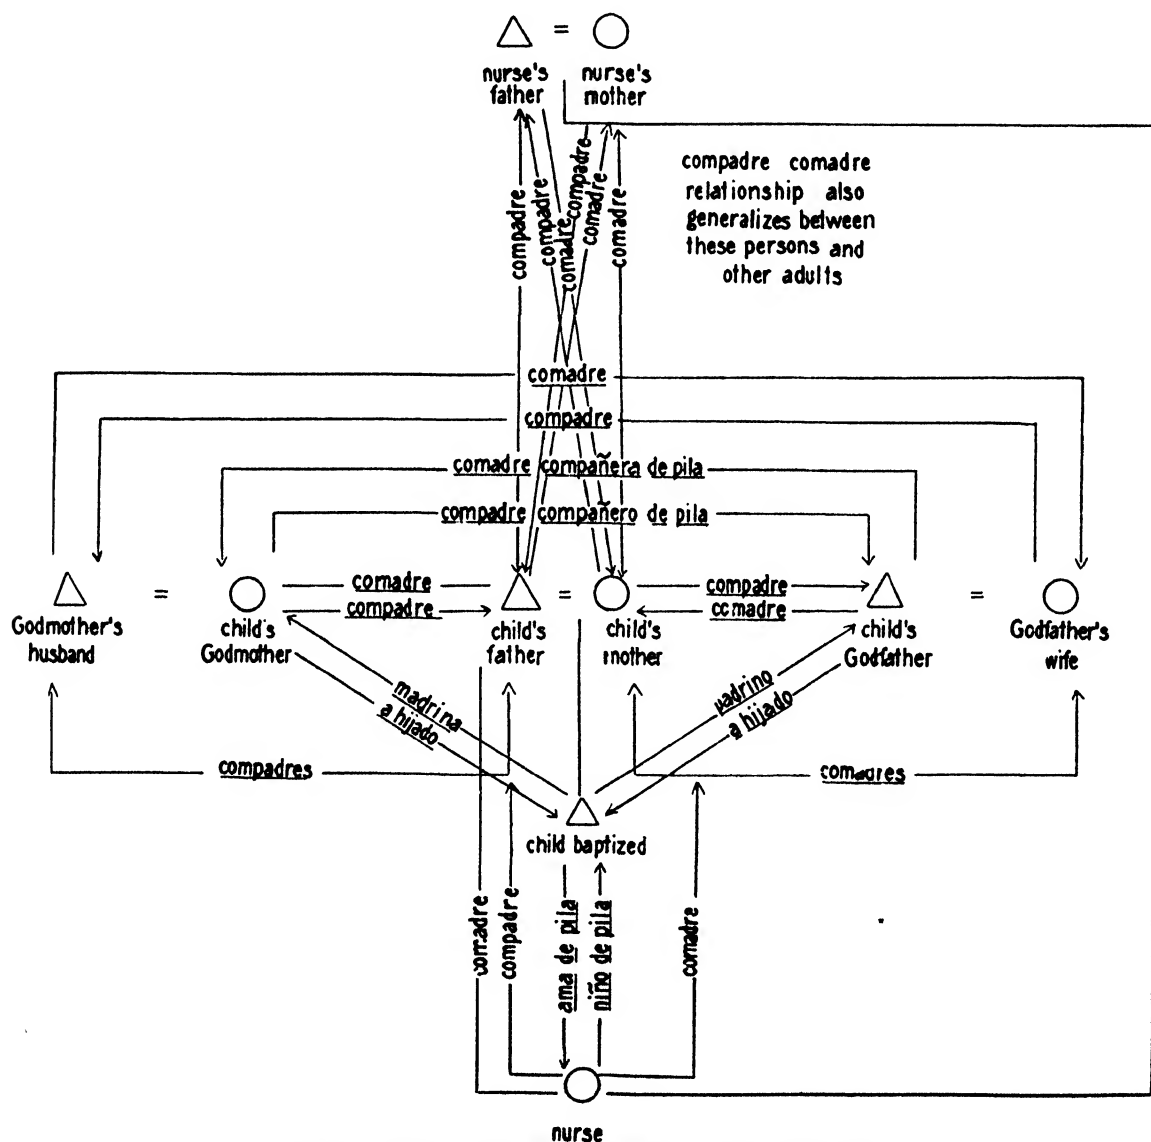 nurse's father
nurse's mother
compadre
compadre
comadre
compadre
comadre
comadre
compadre comadre
relationship also
generalizes between
these persons and
other adults
comadre
compadre
comadre compañera de pila
compadre compañero de pila
comadre
compadre
compadre
comadre
Godmother's husband
child's Godmother
child's father
child's mother
child's Godfather
Godfather's wife
madrina
a hijado
padrino
a hijado
compadres
comadres
child baptized
comadre
compadre
ama de pila
niño de pila
comadre
nurse